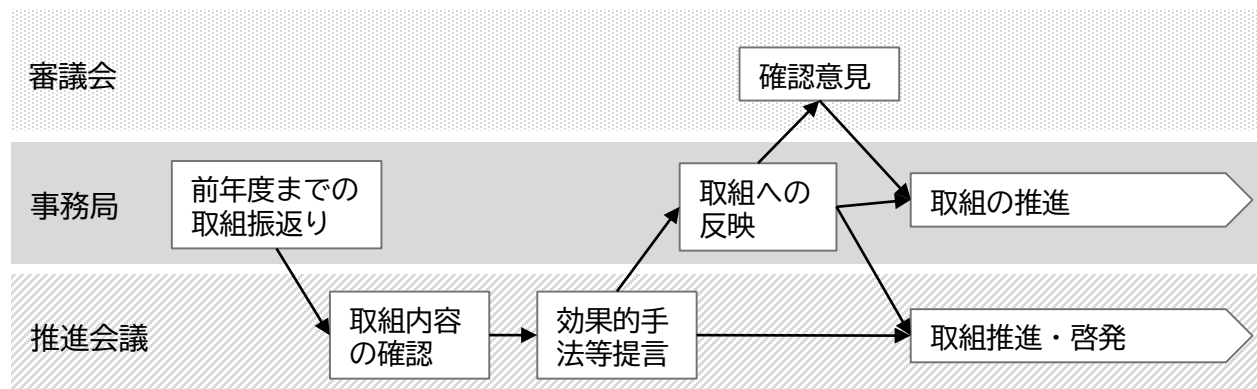 審議会
確認意見
事務局
前年度までの
取組振返り
取組への
反映
取組の推進
推進会議
取組内容
の確認
効果的手
法等提言
取組推進・啓発